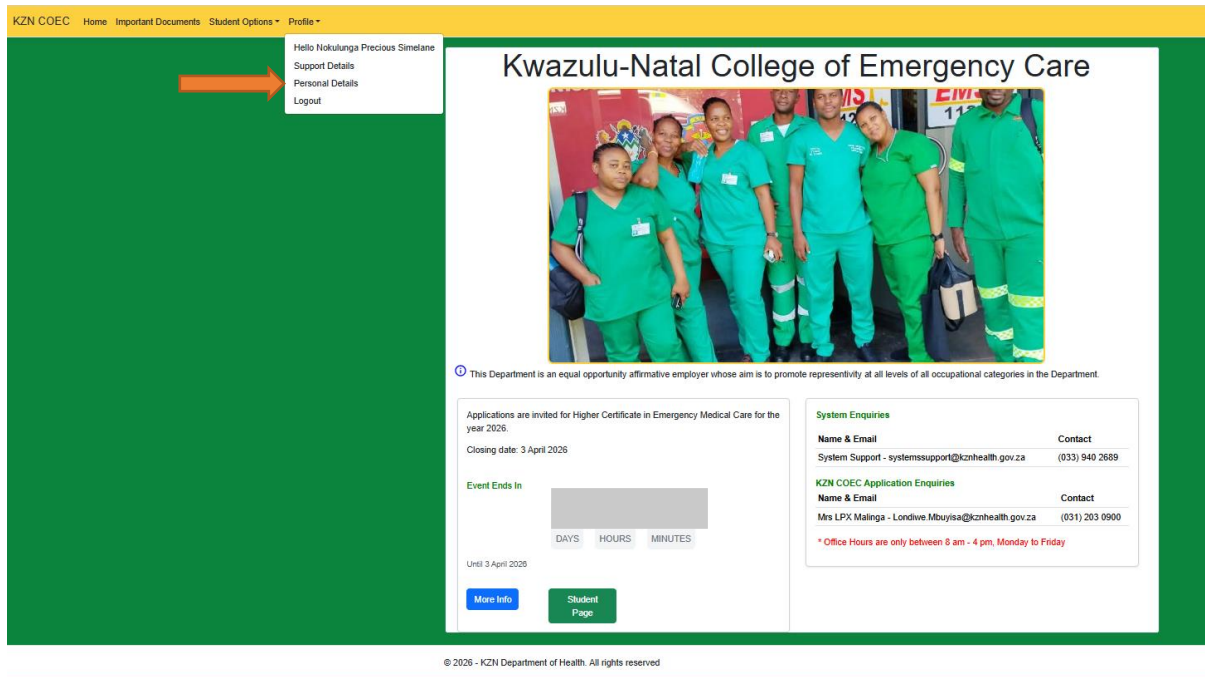 KZN COEC Home Important Documents Student Options Profile
Hello Nokulunga Precious Simelane
Support Details
Personal Details
Logout
Kwazulu-Natal College of Emergency Care
EMS
112
EMS
112
This Department is an equal opportunity affirmative employer whose aim is to promote representivity at all levels of all occupational categories in the Department.
Applications are invited for Higher Certificate in Emergency Medical Care for the
year 2026.
Closing date: 3 April 2026
Event Ends In
DAYS HOURS MINUTES
Until 3 April 2026
More Info
Student
Page
System Enquiries
Name & Email Contact
System Support - systemssupport@kznhealth.gov.za (033) 940 2689
KZN COEC Application Enquiries
Name & Email Contact
Mrs LPX Malinga - Londiwe.Mbuyisa@kznhealth.gov.za (031) 203 0900
* Office Hours are only between 8 am - 4 pm, Monday to Friday
© 2026 - KZN Department of Health. All rights reserved